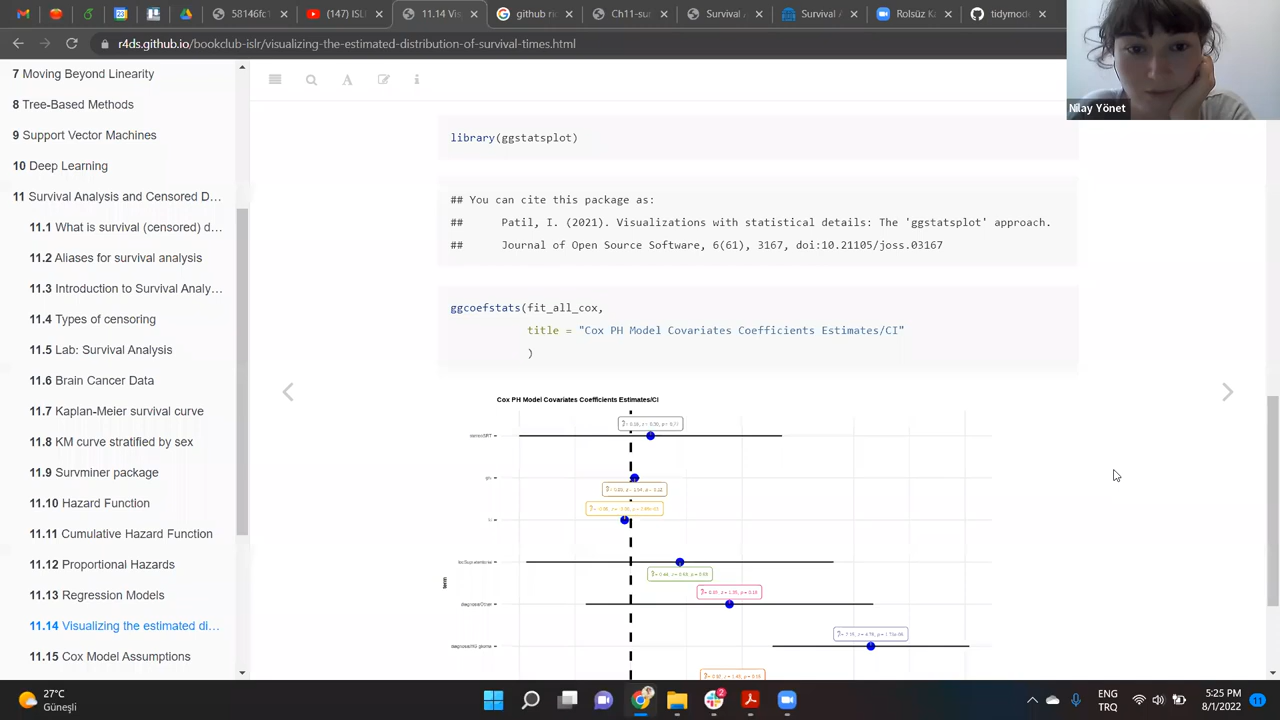 58146fc1
(147) ISL
11.14 Vis
survival
Ch11-sur
Survival A
Rolsüz Ka
tidymode
r4ds.github.io/bookclub-islr/visualizing-the-estimated-distribution-of-survival-times.html
Nilay Yönet
7 Moving Beyond Linearity
8 Tree-Based Methods
9 Support Vector Machines
10 Deep Learning
11 Survival Analysis and Censored D…
11.1 What is survival (censored) d…
11.2 Aliases for survival analysis
11.3 Introduction to Survival Analy…
11.4 Types of censoring
11.5 Lab: Survival Analysis
11.6 Brain Cancer Data
11.7 Kaplan-Meier survival curve
11.8 KM curve stratified by sex
11.9 Survminer package
11.10 Hazard Function
11.11 Cumulative Hazard Function
11.12 Proportional Hazards
11.13 Regression Models
11.14 Visualizing the estimated di…
11.15 Cox Model Assumptions
library(ggstatsplot)
## You can cite this package as:
## Patil, I. (2021). Visualizations with statistical details: The 'ggstatsplot' approach.
## Journal of Open Source Software, 6(61), 3167, doi:10.21105/joss.03167
ggcoefstats(fit_all_cox,
title = "Cox PH Model Covariates Coefficients Estimates/CI"
)
Cox PH Model Covariates Coefficients Estimates/CI
term
27°C
Güneşli
2
ENG
TRQ
5:25 PM
8/1/2022
11